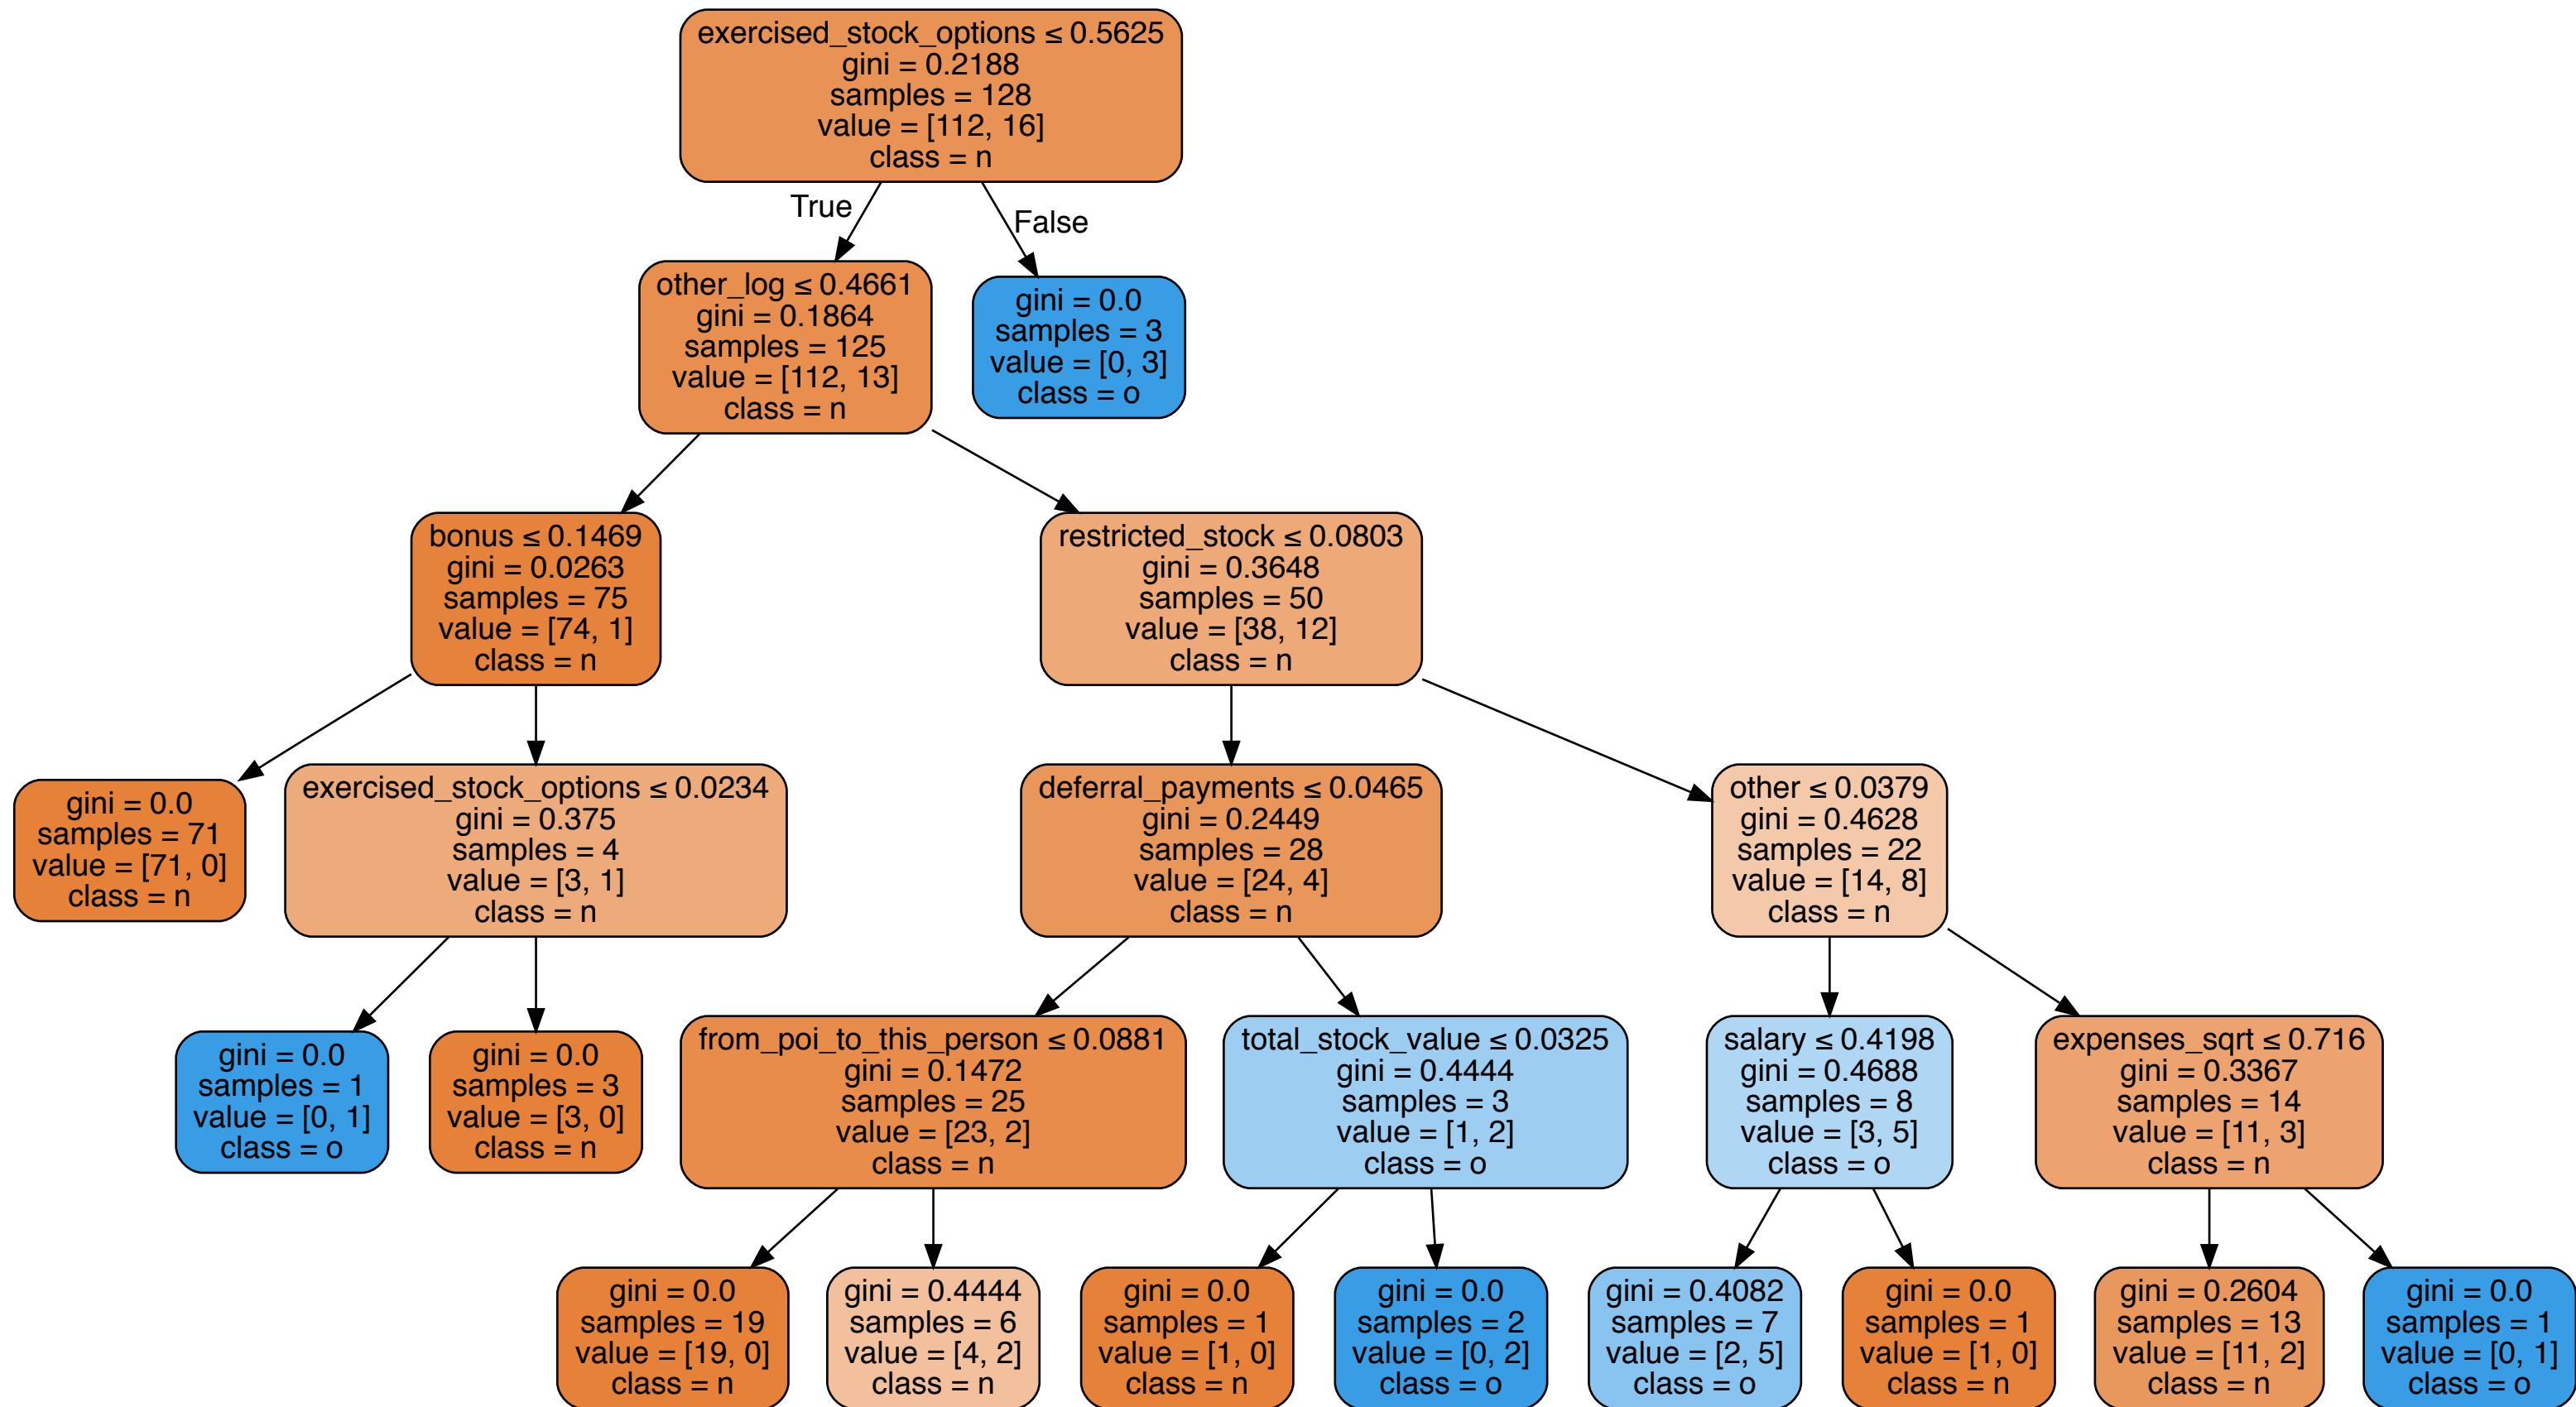 exercised_stock_options ≤ 0.5625
gini = 0.2188
samples = 128
value = [112, 16]
class = n
True
False
other_log ≤ 0.4661
gini = 0.1864
samples = 125
value = [112, 13]
class = n
gini = 0.0
samples = 3
value = [0, 3]
class = o
bonus ≤ 0.1469
gini = 0.0263
samples = 75
value = [74, 1]
class = n
restricted_stock ≤ 0.0803
gini = 0.3648
samples = 50
value = [38, 12]
class = n
gini = 0.0
samples = 71
value = [71, 0]
class = n
exercised_stock_options ≤ 0.0234
gini = 0.375
samples = 4
value = [3, 1]
class = n
deferral_payments ≤ 0.0465
gini = 0.2449
samples = 28
value = [24, 4]
class = n
other ≤ 0.0379
gini = 0.4628
samples = 22
value = [14, 8]
class = n
gini = 0.0
samples = 1
value = [0, 1]
class = o
gini = 0.0
samples = 3
value = [3, 0]
class = n
from_poi_to_this_person ≤ 0.0881
gini = 0.1472
samples = 25
value = [23, 2]
class = n
total_stock_value ≤ 0.0325
gini = 0.4444
samples = 3
value = [1, 2]
class = o
salary ≤ 0.4198
gini = 0.4688
samples = 8
value = [3, 5]
class = o
expenses_sqrt ≤ 0.716
gini = 0.3367
samples = 14
value = [11, 3]
class = n
gini = 0.0
samples = 19
value = [19, 0]
class = n
gini = 0.4444
samples = 6
value = [4, 2]
class = n
gini = 0.0
samples = 1
value = [1, 0]
class = n
gini = 0.0
samples = 2
value = [0, 2]
class = o
gini = 0.4082
samples = 7
value = [2, 5]
class = o
gini = 0.0
samples = 1
value = [1, 0]
class = n
gini = 0.2604
samples = 13
value = [11, 2]
class = n
gini = 0.0
samples = 1
value = [0, 1]
class = o